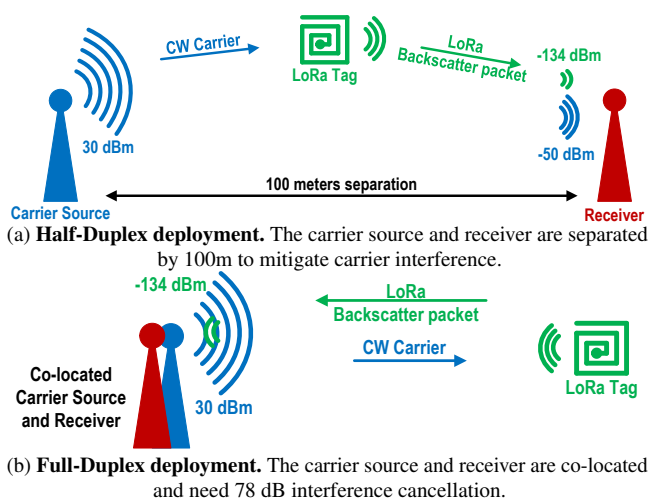 CW Carrier
LoRa
Backscatter packet
-134 dBm
LoRa Tag
30 dBm
-50 dBm
100 meters separation
Carrier Source
Receiver
(a) Half-Duplex deployment. The carrier source and receiver are separated
by 100m to mitigate carrier interference.
-134 dBm
LoRa
Backscatter packet
CW Carrier
Co-located
Carrier Source
and Receiver
30 dBm
LoRa Tag
(b) Full-Duplex deployment. The carrier source and receiver are co-located
and need 78 dB interference cancellation.